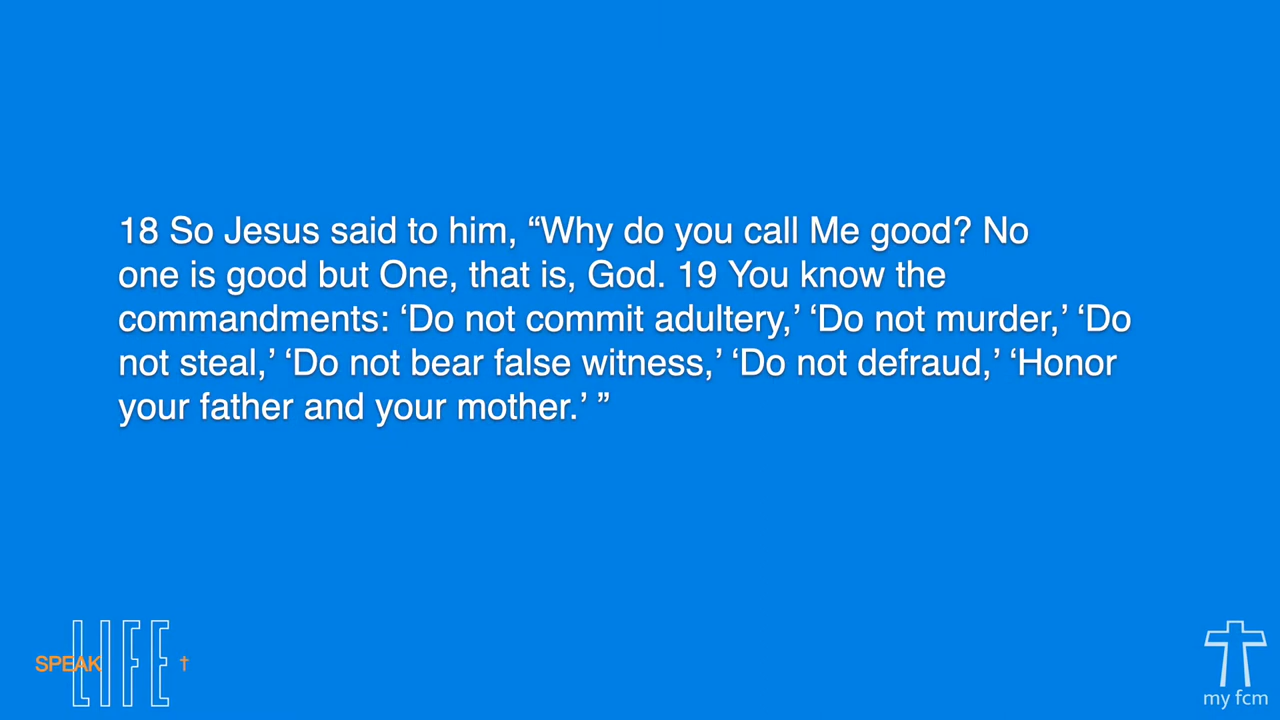 18 So Jesus said to him, “Why do you call Me good? No
one is good but One, that is, God. 19 You know the
commandments: ‘Do not commit adultery,’ ‘Do not murder,’ ‘Do
not steal,’ ‘Do not bear false witness,’ ‘Do not defraud,’ ‘Honor
your father and your mother.’ ”
SPEAK LIFE †
my fcm